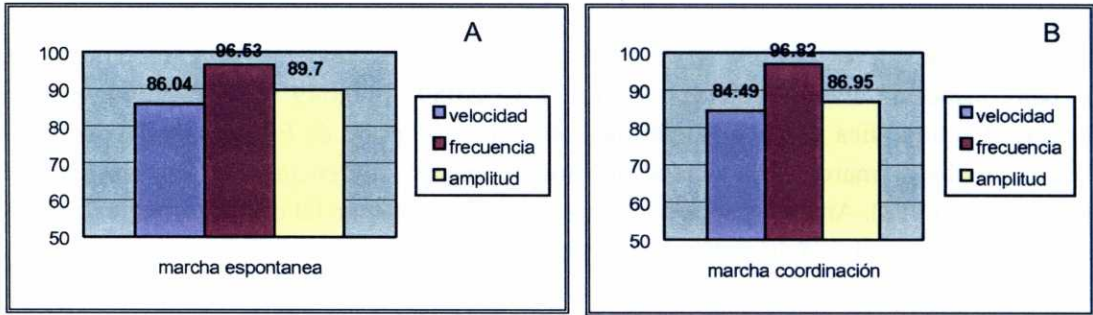 A
100
90
80
70
60
50
86.04
96.53
89.7
velocidad
frecuencia
amplitud
marcha espontanea
B
100
90
80
70
60
50
84.49
96.82
86.95
velocidad
frecuencia
amplitud
marcha coordinación